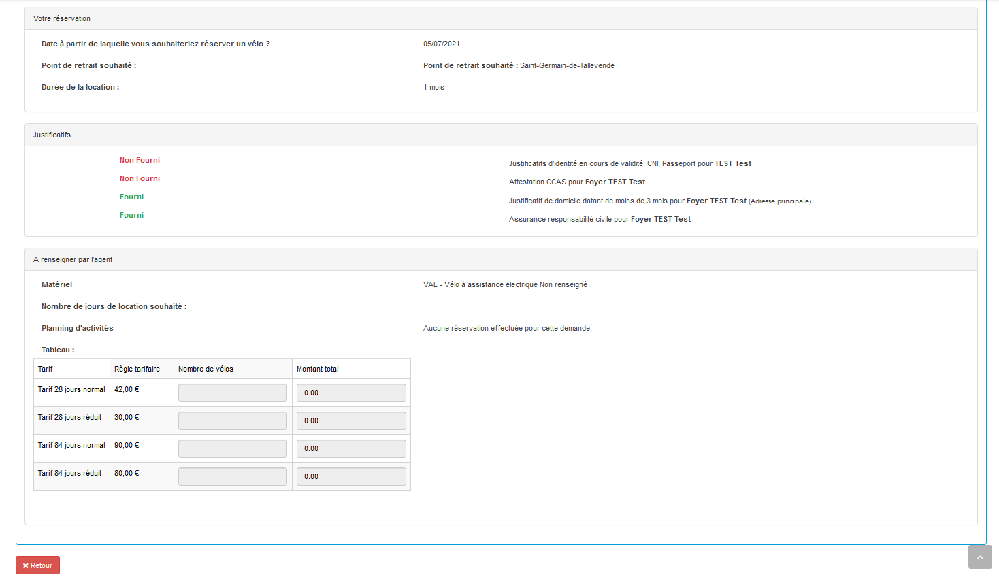 Votre réservation
Date à partir de laquelle vous souhaiteriez réserver un vélo ? 05/07/2021
Point de retrait souhaité : Point de retrait souhaité : Saint-Germain-de-Tallevende
Durée de la location : 1 mois
Justificatifs
Non Fourni Justificatifs d'identité en cours de validité: CNI, Passeport pour TEST Test
Non Fourni Attestation CCAS pour Foyer TEST Test
Fourni Justificatif de domicile datant de moins de 3 mois pour Foyer TEST Test (Adresse principale)
Fourni Assurance responsabilité civile pour Foyer TEST Test
A renseigner par l'agent
Matériel VAE - Vélo à assistance électrique Non renseigné
Nombre de jours de location souhaité :
Planning d'activités Aucune réservation effectuée pour cette demande
Tableau :
Tarif Règle tarifaire Nombre de vélos Montant total
Tarif 28 jours normal 42,00 € 0.00
Tarif 28 jours réduit 30,00 € 0.00
Tarif 84 jours normal 90,00 € 0.00
Tarif 84 jours réduit 80,00 € 0.00
Retour